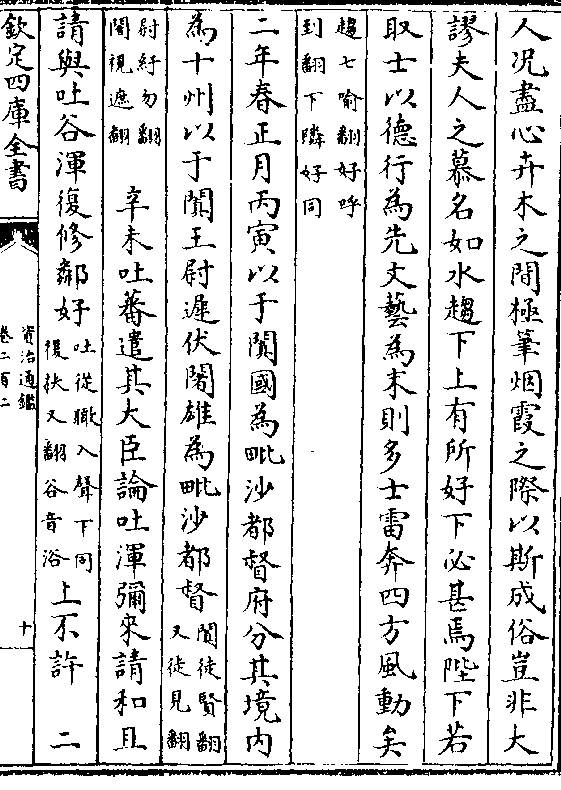 人况盡心卉木之間極筆烟霞之際以斯成俗豈非大
謬夫人之慕名如水趨下上有所好下必甚焉陛下若
取士以德行為先文藝為末則多士雷奔四方風動矣
趨七喻翻好呼
到翻下隣好同
二年春正月丙寅以于闐國為毗沙都督府分其境内
為十州以于闐王尉遲伏闍雄為毗沙都督
闐徒賢翻
又徒見翻
尉紆勿翻
闍視遮翻
辛未吐蕃遣其大臣論吐渾彌來請和且
請與吐谷渾復修鄰好
吐從暾入聲下同
復扶又翻谷音浴
上不許　二
欽定四庫全書
資治通鑑
卷二百二
十